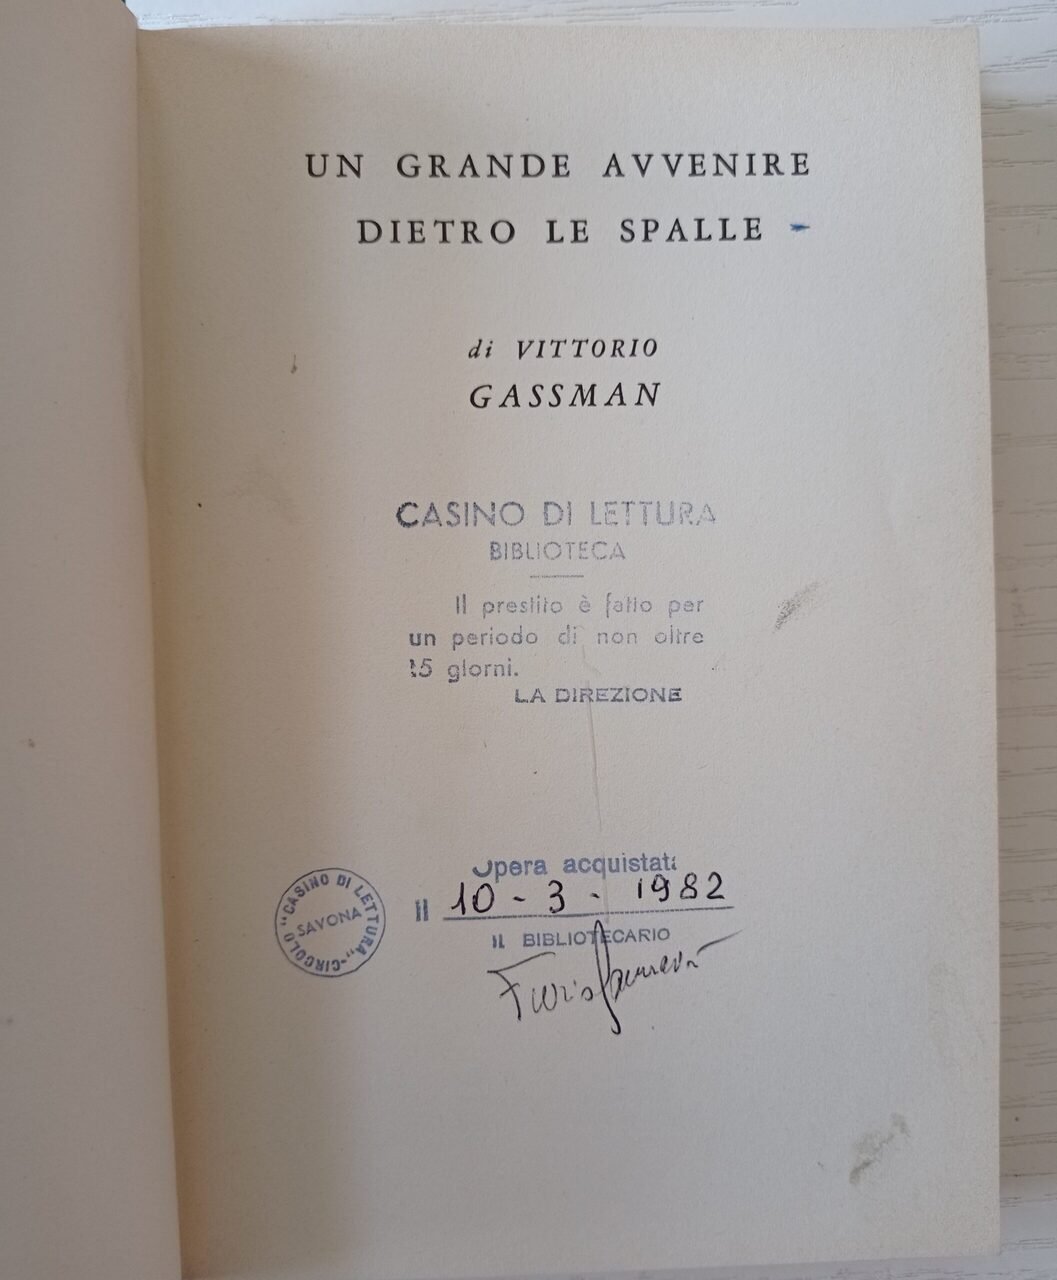 UN GRANDE AVVENIRE
DIETRO LE SPALLE
di VITTORIO
GASSMAN
CASINO DI LETTURA
BIBLIOTECA
Il prestito è fatto per
un periodo di non oltre
15 giorni.
LA DIREZIONE
Opera acquistata
Il 10 - 3 - 1982
IL BIBLIOTECARIO
CIRCOLO "CASINO DI LETTURA"
SAVONA